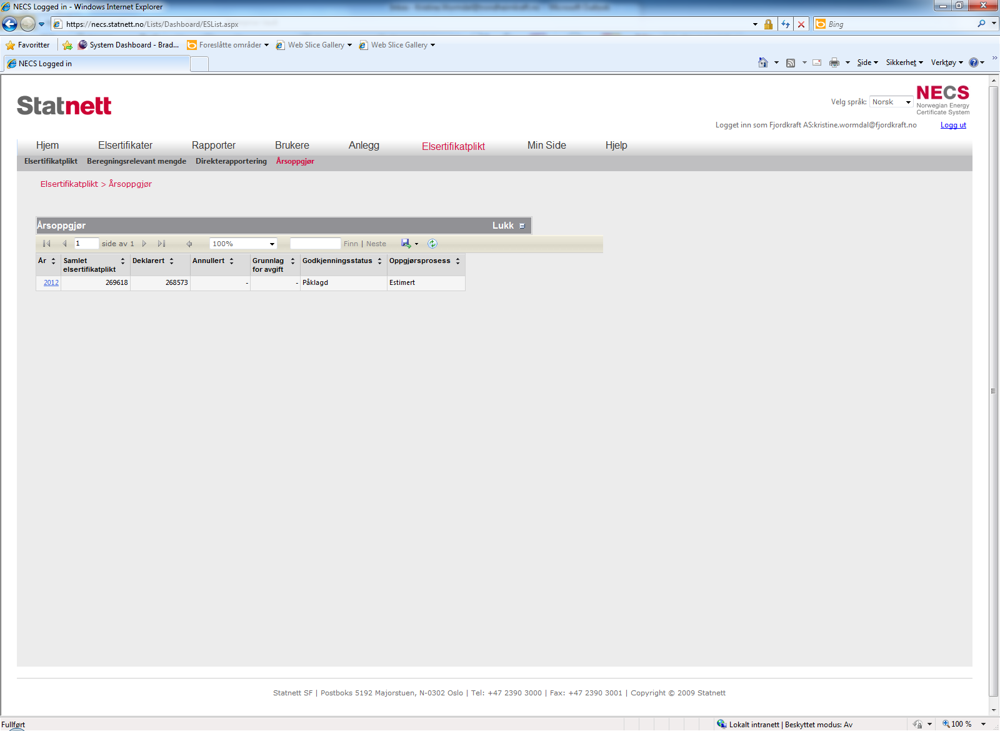 NECS Logged in - Windows Internet Explorer
https://necs.statnett.no/Lists/Dashboard/ESList.aspx
Bing
Favoritter
System Dashboard - Brad...
Foreslåtte områder
Web Slice Gallery
Web Slice Gallery
NECS Logged in
Side
Sikkerhet
Verktøy
»
Statnett
Velg språk:
Norsk
NECS
Norwegian Energy
Certificate System
Logget inn som Fjordkraft AS:kristine.wormdal@fjordkraft.no
Logg ut
Hjem Elsertifikater Rapporter Brukere Anlegg Elsertifikatplikt Min Side Hjelp
Elsertifikatplikt Beregningsrelevant mengde Direkterapportering Årsoppgjør
Elsertifikatplikt > Årsoppgjør
Årsoppgjør Lukk
1 side av 1 100% Finn | Neste
År Samlet elsertifikatplikt Deklarert Annullert Grunnlag for avgift Godkjenningsstatus Oppgjørsprosess
2012 269618 268573 - - Påklagd Estimert
Statnett SF | Postboks 5192 Majorstuen, N-0302 Oslo | Tel: +47 2390 3000 | Fax: +47 2390 3001 | Copyright © 2009 Statnett
Fullført
Lokalt intranett | Beskyttet modus: Av
100 %